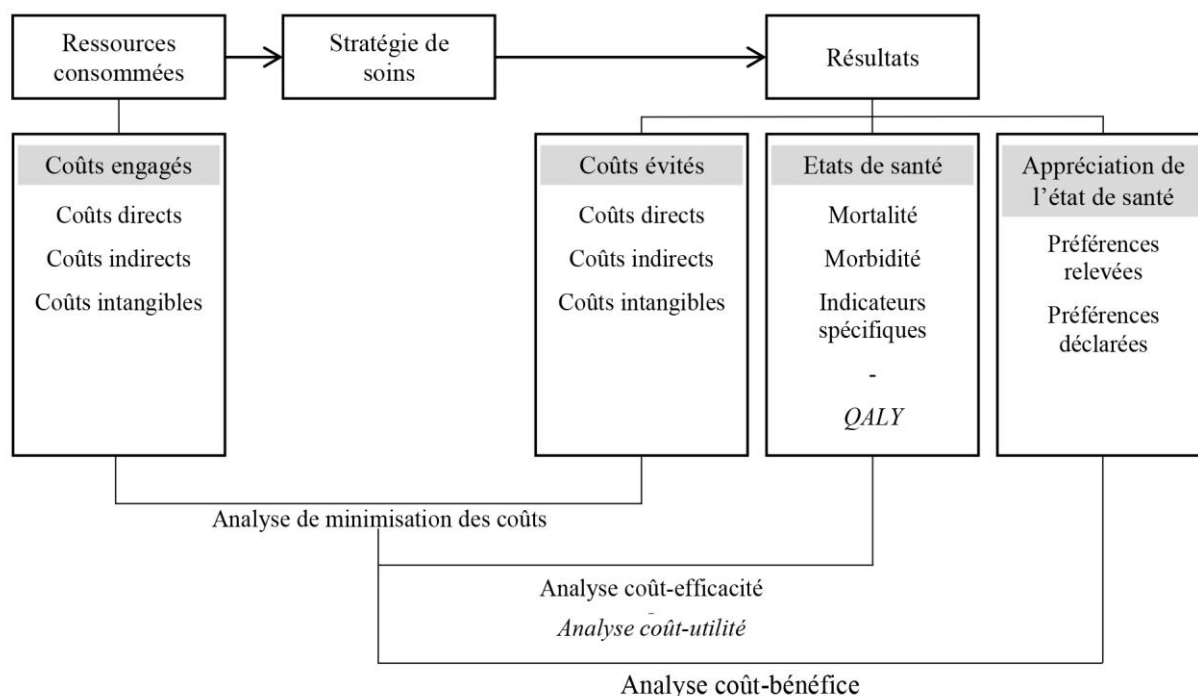 Ressources
consommées
Stratégie de
soins
Résultats
Coûts engagés
Coûts directs
Coûts indirects
Coûts intangibles
Coûts évités
Coûts directs
Coûts indirects
Coûts intangibles
Etats de santé
Mortalité
Morbidité
Indicateurs
spécifiques
-
QALY
Appréciation de
l’état de santé
Préférences
relevées
Préférences
déclarées
Analyse de minimisation des coûts
Analyse coût-efficacité
-
Analyse coût-utilité
Analyse coût-bénéfice